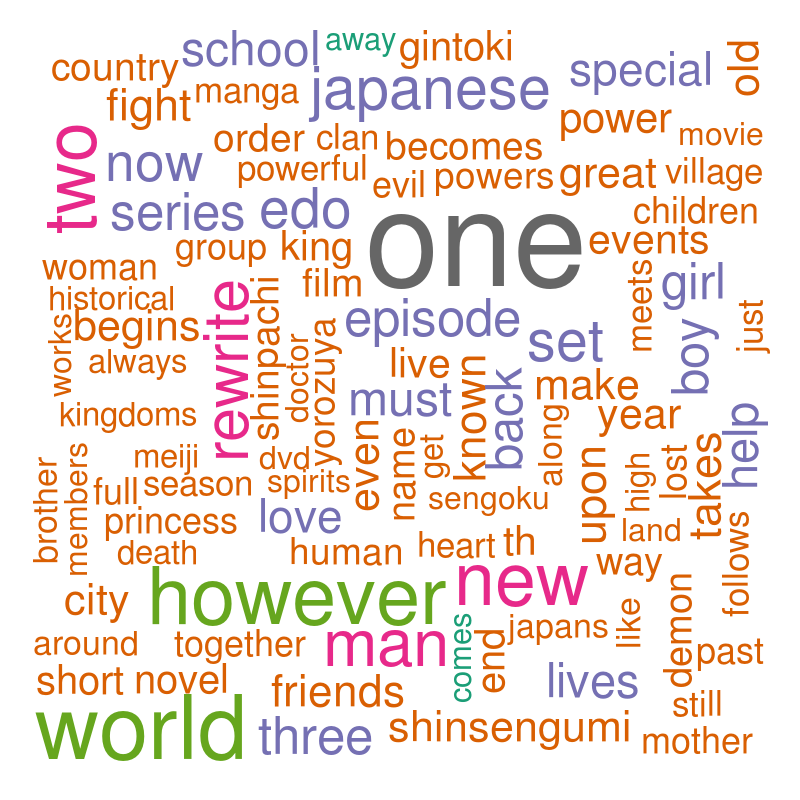 school away gintoki
country japanese special old
fight manga
two order clan becomes power movie
now powerful evil powers great village
series edo one children
group king events
woman film meets girl
historical rewrite shinpachi episode set boy just
works begins doctor yorozuya
always live back make
kingdoms must known year help
meiji even name get along upon high lost takes
brother members full season dvd spirits sengoku
princess love land follows
death human heart th way
city however new
around together man comes end japans like demon past
short novel friends lives still
world three shinsengumi mother